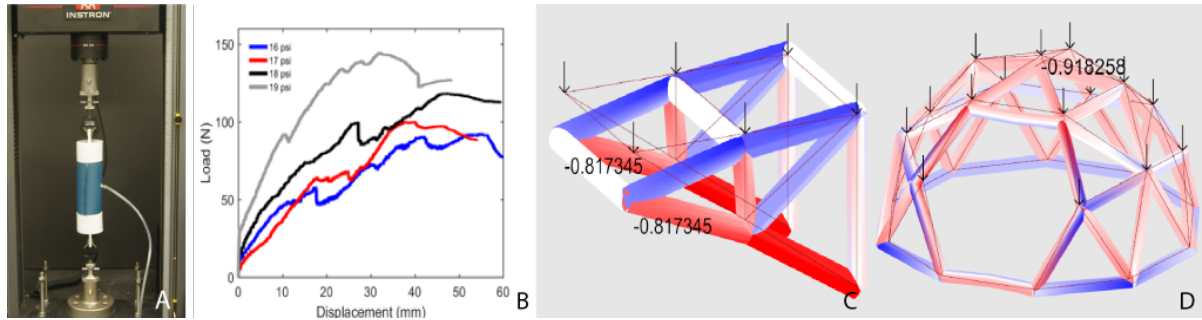 INSTRON
A
150
100
50
0
Load (N)
16 psi
17 psi
18 psi
19 psi
0 10 20 30 40 50 60
Displacement (mm)
B
-0.817345
-0.817345
C
-0.918258
D